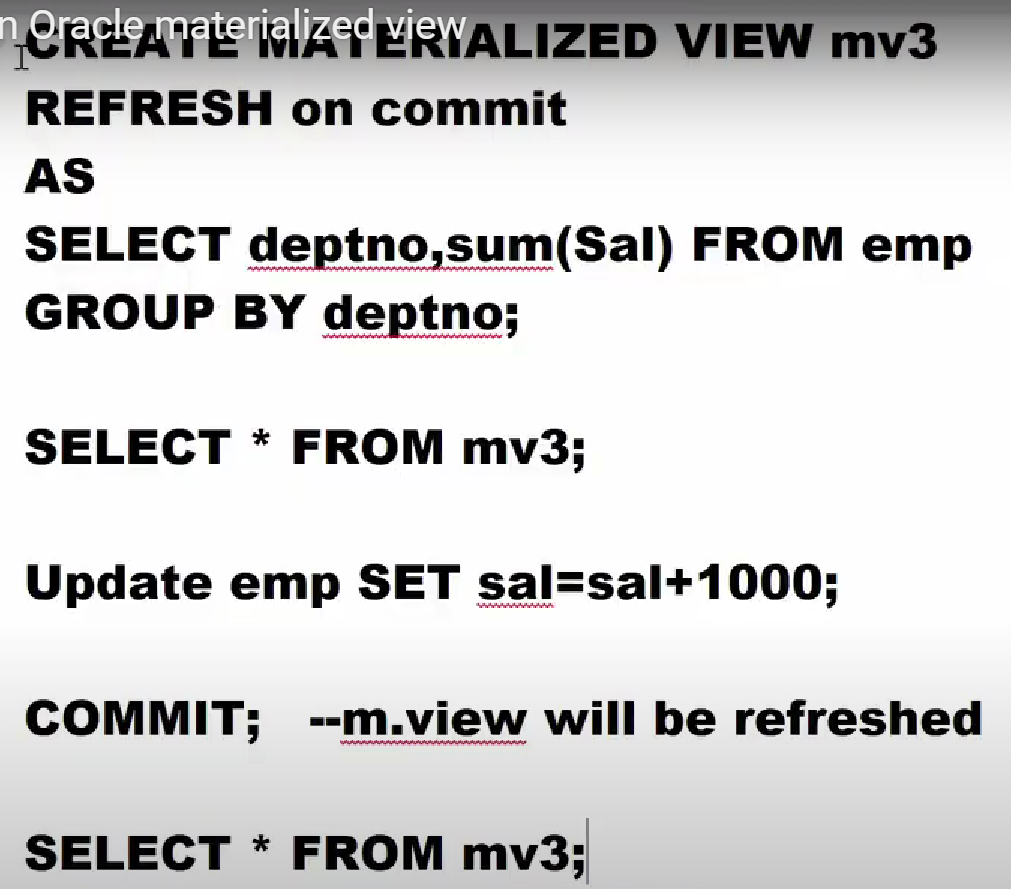 n Oracle materialized view
CREATE MATERIALIZED VIEW mv3
REFRESH on commit
AS
SELECT deptno,sum(Sal) FROM emp
GROUP BY deptno;
SELECT * FROM mv3;
Update emp SET sal=sal+1000;
COMMIT;   --m.view will be refreshed
SELECT * FROM mv3;